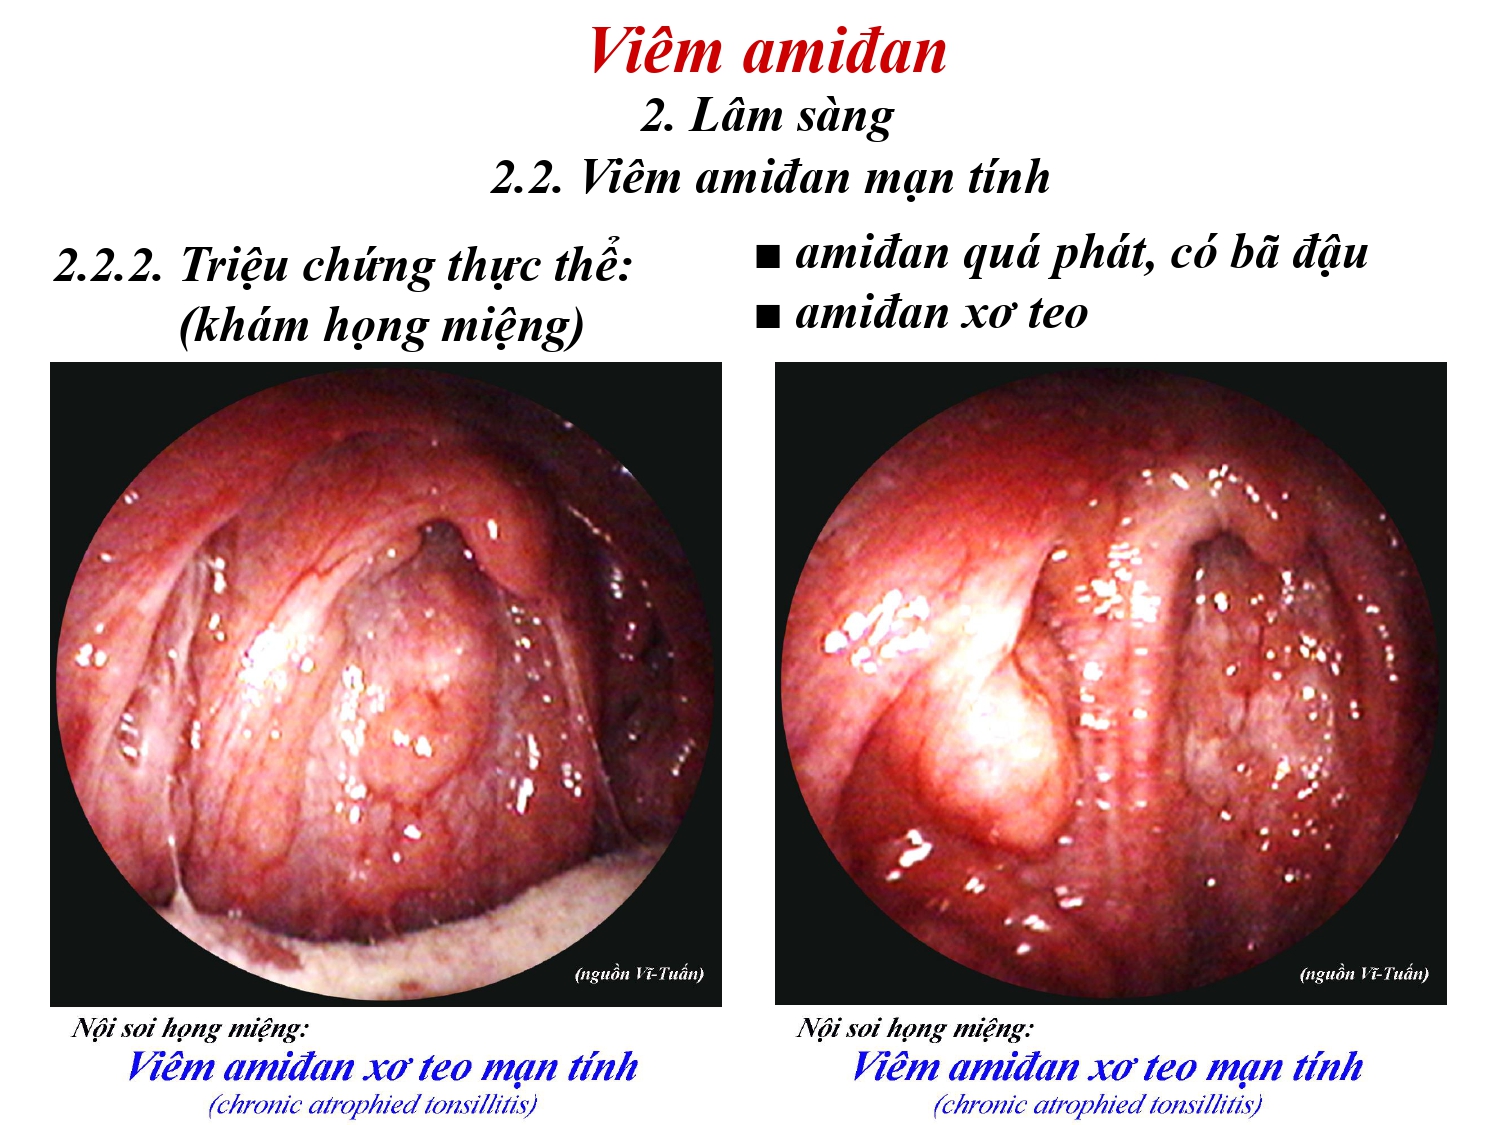 Viêm amiđan
2. Lâm sàng
2.2. Viêm amiđan mạn tính
2.2.2. Triệu chứng thực thể:
(khám họng miệng)
■ amiđan quá phát, có bã đậu
■ amiđan xơ teo
(nguồn Vĩ-Tuấn)
Nội soi họng miệng:
Viêm amiđan xơ teo mạn tính
(chronic atrophied tonsillitis)
(nguồn Vĩ-Tuấn)
Nội soi họng miệng:
Viêm amiđan xơ teo mạn tính
(chronic atrophied tonsillitis)